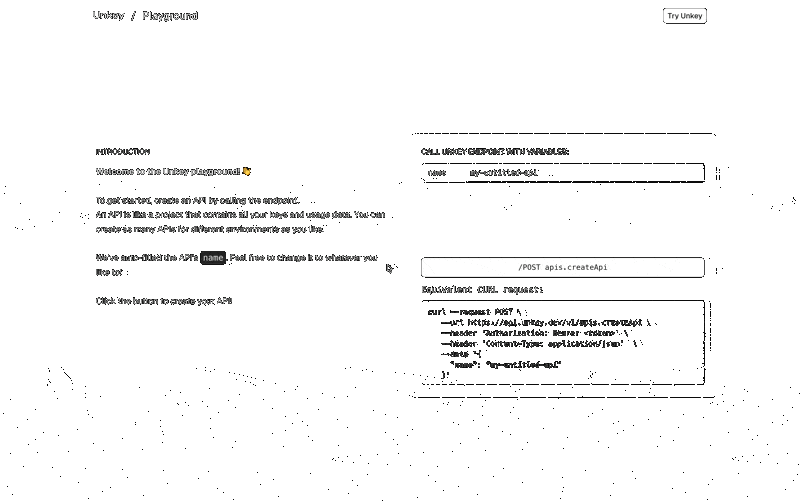 Unkey / Playground
Try Unkey
INTRODUCTION
Welcome to the Unkey playground! 👋
To get started, create an API by calling the endpoint.
An API is like a project that contains all your keys and usage data. You can
create as many APIs for different environments as you like.
We've auto-filled the API's name. Feel free to change it to whatever you
like to!
Click the button to create your API!
CALL UNKEY ENDPOINT WITH VARIABLES:
name my-untitled-api
/POST apis.createApi
Equivalent CURL request:
curl --request POST \
--url https://api.unkey.dev/v1/apis.createApi \
--header 'Authorization: Bearer <token>' \
--header 'Content-Type: application/json' \
--data '{
"name": "my-untitled-api"
}'